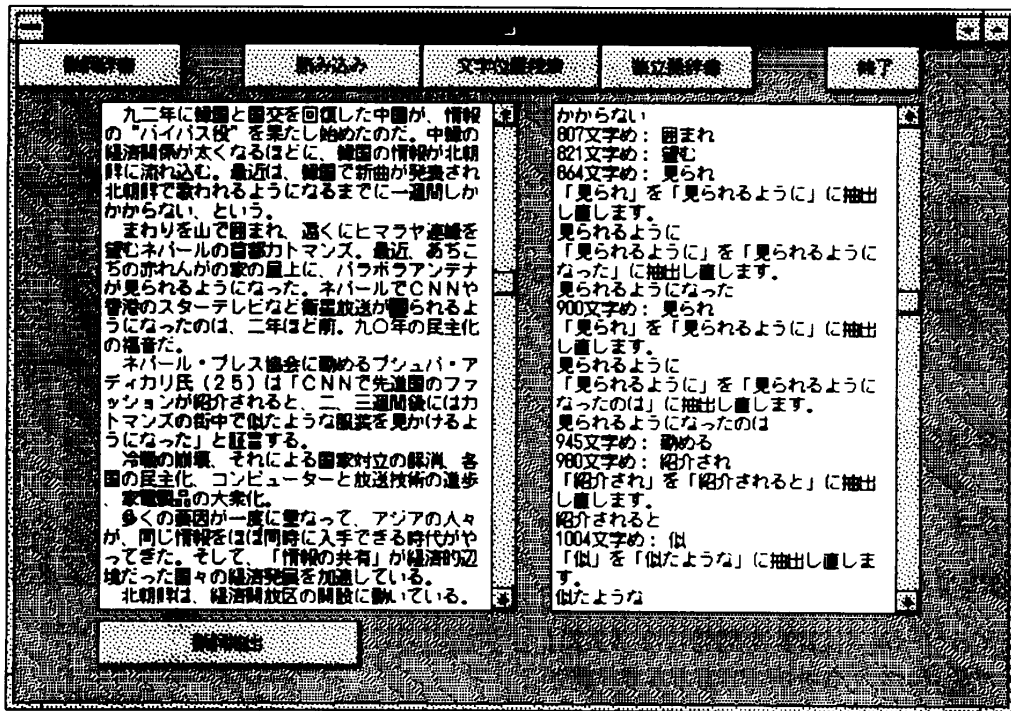 読み込み
終了
九二年に韓国と国交を回復した中国が、情報
の“バイパス役”を果たし始めたのだ。中韓の
経済関係が太くなるほどに、韓国の情報が北朝
鮮に流れ込む。最近は、韓国で新曲が発表され
北朝鮮で歌われるようになるまでに一週間しか
かからない、という。
まわりを山で囲まれ、遠くにヒマラヤ連峰を
望むネパールの首都カトマンズ。最近、あちこ
ちの赤れんがの家の屋上に、パラボラアンテナ
が見られるようになった。ネパールでCNNや
香港のスターテレビなど衛星放送が見られるよ
うになったのは、二年ほど前。九〇年の民主化
の福音だ。
ネパール・プレス協会に勤めるプシュパ・ア
ディカリ氏(25)は「CNNで先進国のファ
ッションが紹介されると、二、三週間後にはカ
トマンズの街中で似たような服装を見かけるよ
うになった」と証言する。
冷戦の崩壊、それによる国家対立の解消、各
国の民主化、コンピューターと放送技術の進歩
、家電製品の大衆化。
多くの要因が一度に重なって、アジアの人々
が、同じ情報をほぼ同時に入手できる時代がや
ってきた。そして、「情報の共有」が経済的辺
境だった国々の経済発展を加速している。
北朝鮮は、経済開放区の開設に動いている。
かからない
807文字め: 囲まれ
821文字め: 望む
864文字め: 見られ
「見られ」を「見られるように」に抽出
し直します。
見られるように
「見られるように」を「見られるように
なった」に抽出し直します。
見られるようになった
900文字め: 見られ
「見られ」を「見られるように」に抽出
し直します。
見られるように
「見られるように」を「見られるように
なったのは」に抽出し直します。
見られるようになったのは
945文字め: 勤める
980文字め: 紹介され
「紹介され」を「紹介されると」に抽出
し直します。
紹介されると
1004文字め: 似
「似」を「似たような」に抽出し直しま
す。
似たような